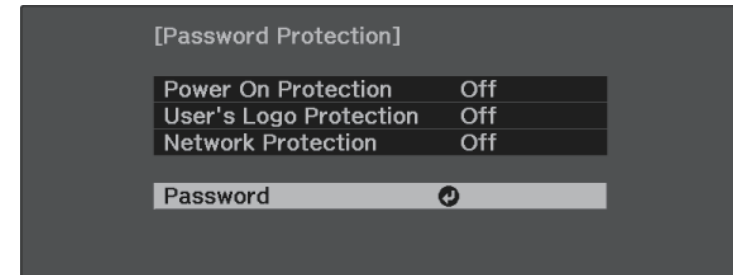 [Password Protection]
Power On Protection Off
User's Logo Protection Off
Network Protection Off
Password